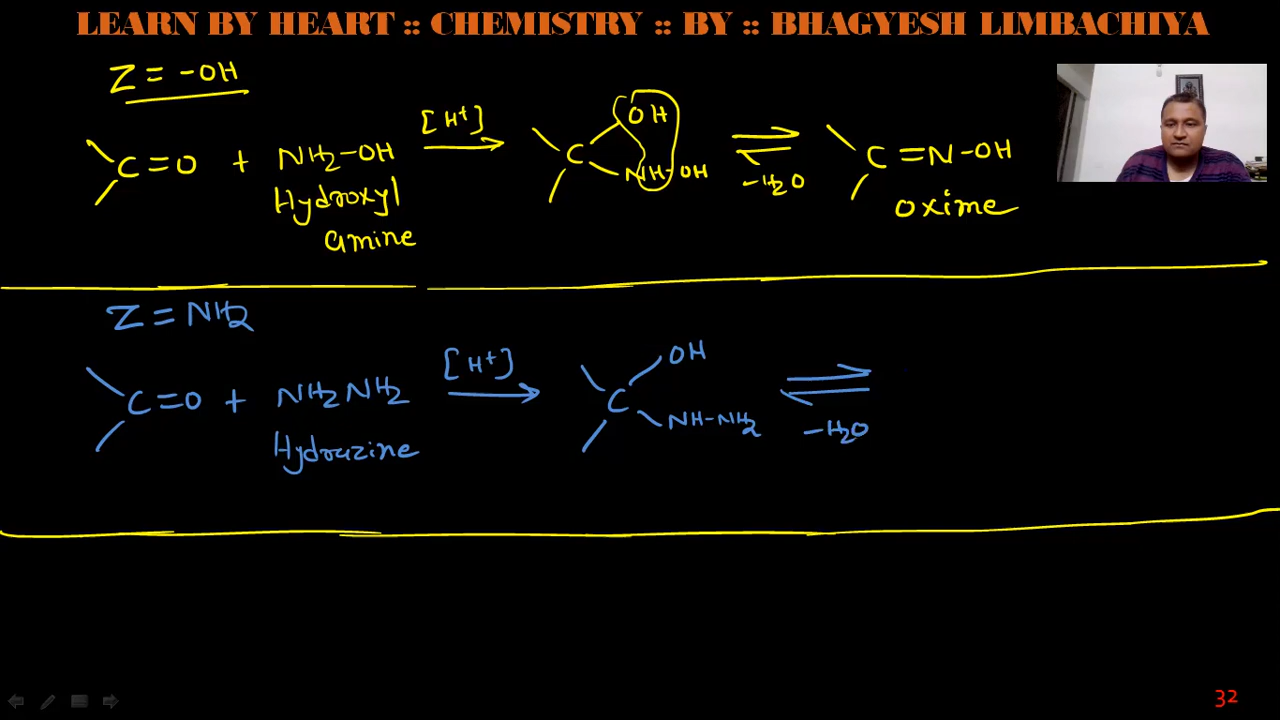 LEARN BY HEART :: CHEMISTRY :: BY :: BHAGYESH LIMBACHIYA
Z = -OH
C=O + NH2-OH [H+] C OH NH-OH -H2O C=N-OH
Hydroxyl amine
oxime
Z = NH2
C=O + NH2NH2 [H+] C OH NH-NH2 -H2O
Hydrazine
32